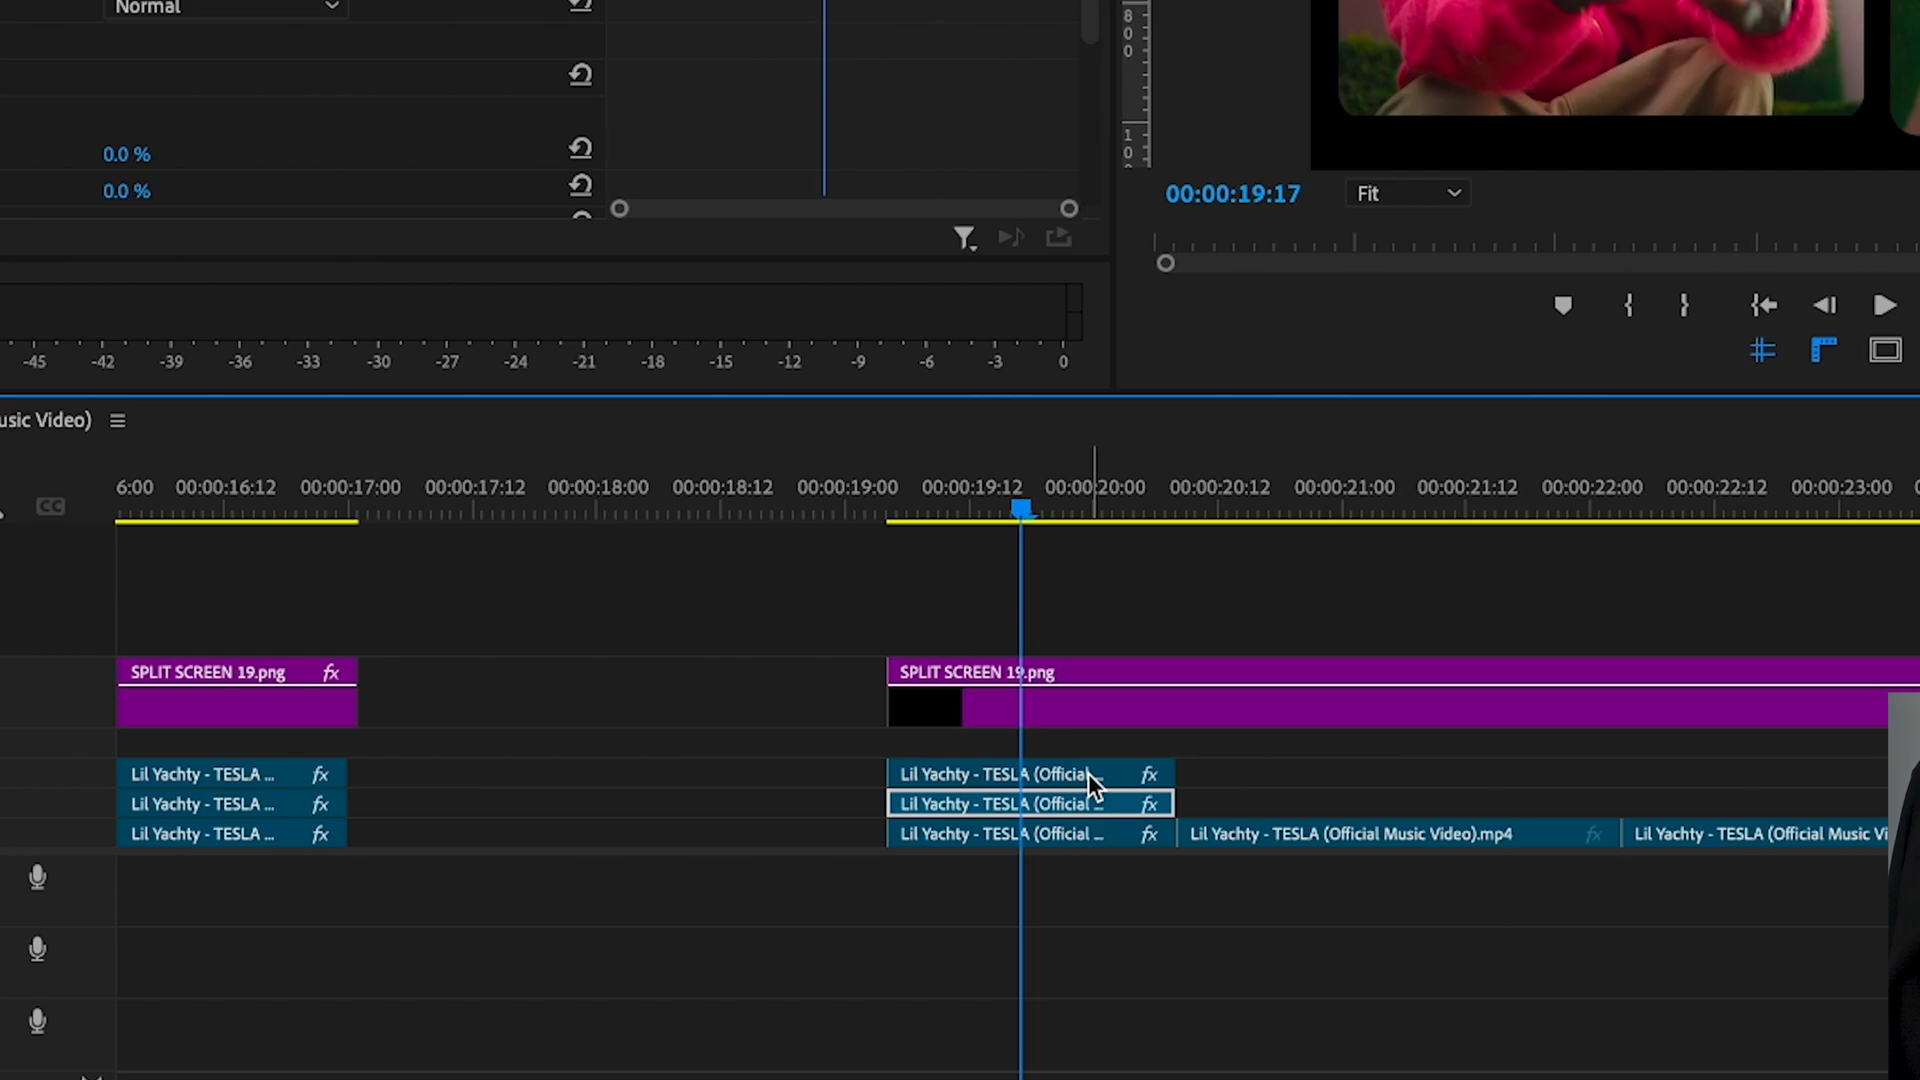 Normal
8
0
0
0.0 %
1
0
0.0 %
00:00:19:17
Fit
-45 -42 -39 -36 -33 -30 -27 -24 -21 -18 -15 -12 -9 -6 -3 0
usic Video)
6:00 00:00:16:12 00:00:17:00 00:00:17:12 00:00:18:00 00:00:18:12 00:00:19:00 00:00:19:12 00:00:20:00 00:00:20:12 00:00:21:00 00:00:21:12 00:00:22:00 00:00:22:12 00:00:23:00
CC
SPLIT SCREEN 19.png fx
SPLIT SCREEN 19.png
Lil Yachty - TESLA ... fx
Lil Yachty - TESLA (Official ... fx
Lil Yachty - TESLA ... fx
Lil Yachty - TESLA (Official ... fx
Lil Yachty - TESLA ... fx
Lil Yachty - TESLA (Official ... fx
Lil Yachty - TESLA (Official Music Video).mp4 fx
Lil Yachty - TESLA (Official Music Vi